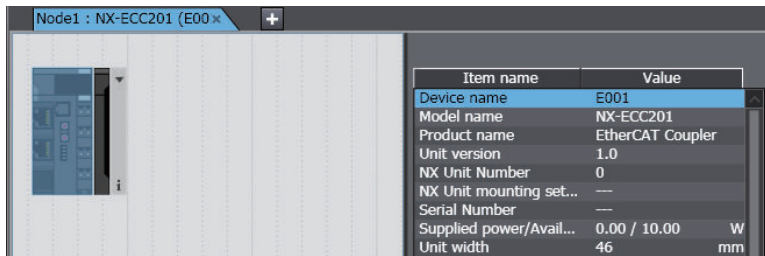 Node1 : NX-ECC201 (E00
Item name Value
Device name E001
Model name NX-ECC201
Product name EtherCAT Coupler
Unit version 1.0
NX Unit Number 0
NX Unit mounting set... ---
Serial Number ---
Supplied power/Avail... 0.00 / 10.00 W
Unit width 46 mm
i